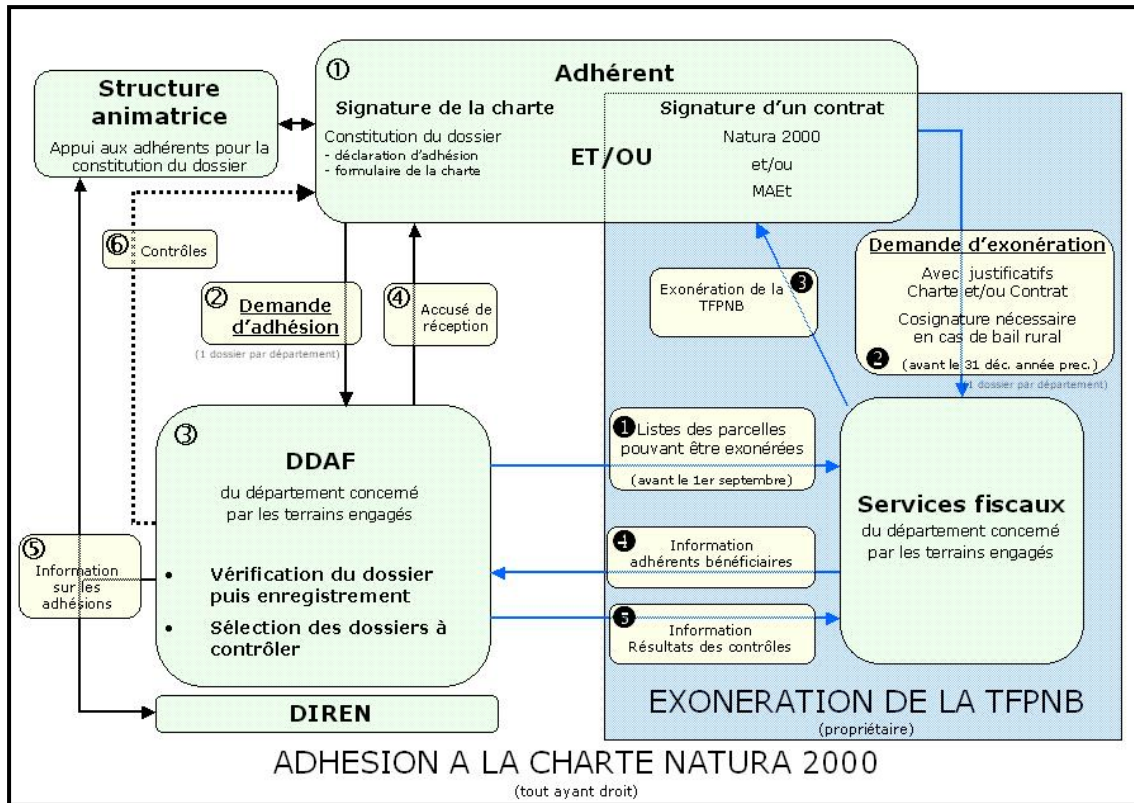 ①
Adhérent
Structure
animatrice
Appui aux adhérents pour la
constitution du dossier
Signature de la charte
Constitution du dossier
- déclaration d'adhésion
- formulaire de la charte
ET/OU
Signature d'un contrat
Natura 2000
et/ou
MAEt
⑥ Contrôles
② Demande
d'adhésion
(1 dossier par département)
④ Accusé de
réception
Exonération de la
TFPNB
❸
Demande d'exonération
Avec justificatifs
Charte et/ou Contrat
Cosignature nécessaire
en cas de bail rural
❷ (avant le 31 déc. année prec.)
(1 dossier par département)
③
DDAF
du département concerné
par les terrains engagés
• Vérification du dossier
puis enregistrement
• Sélection des dossiers à
contrôler
❶ Listes des parcelles
pouvant être exonérées
(avant le 1er septembre)
❹ Information
adhérents bénéficiaires
❺ Information
Résultats des contrôles
Services fiscaux
du département concerné
par les terrains engagés
⑤
Information
sur les
adhésions
DIREN
EXONERATION DE LA TFPNB
(propriétaire)
ADHESION A LA CHARTE NATURA 2000
(tout ayant droit)